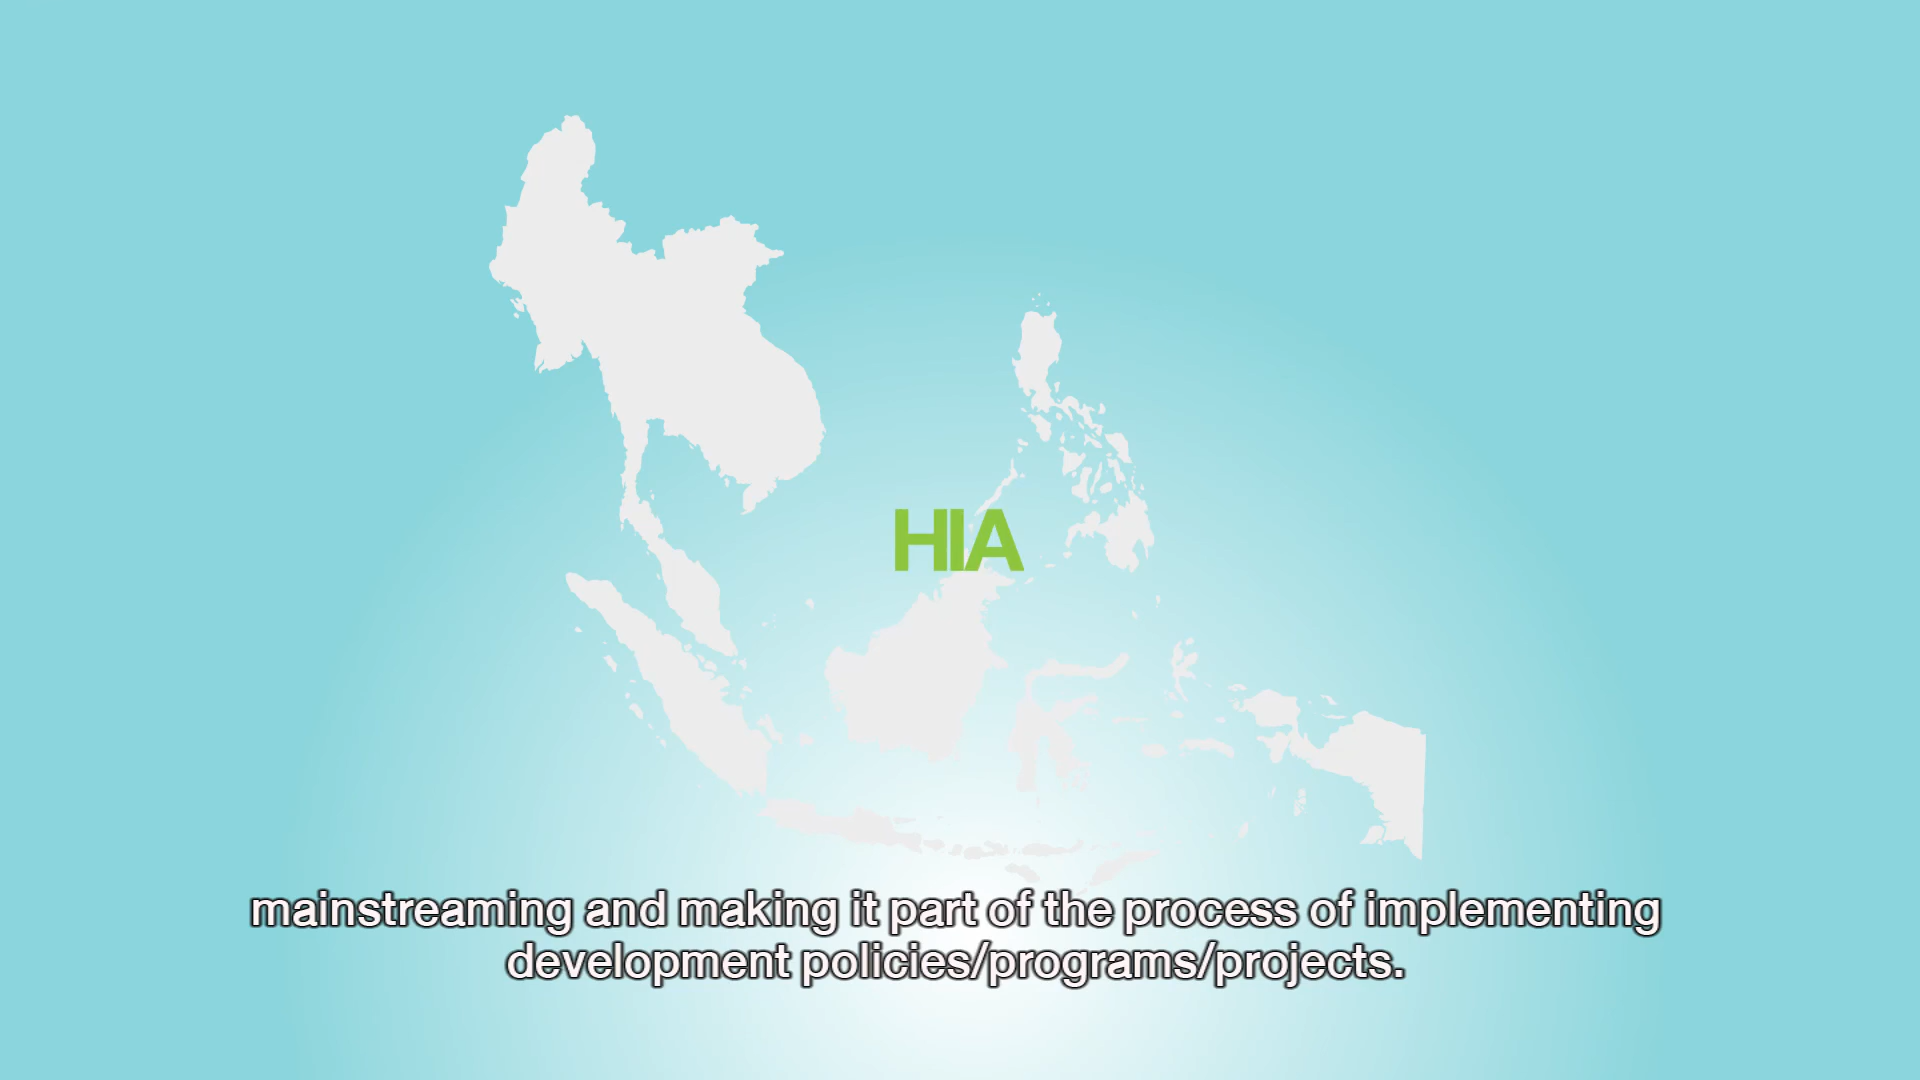 HIA
mainstreaming and making it part of the process of implementing
development policies/programs/projects.